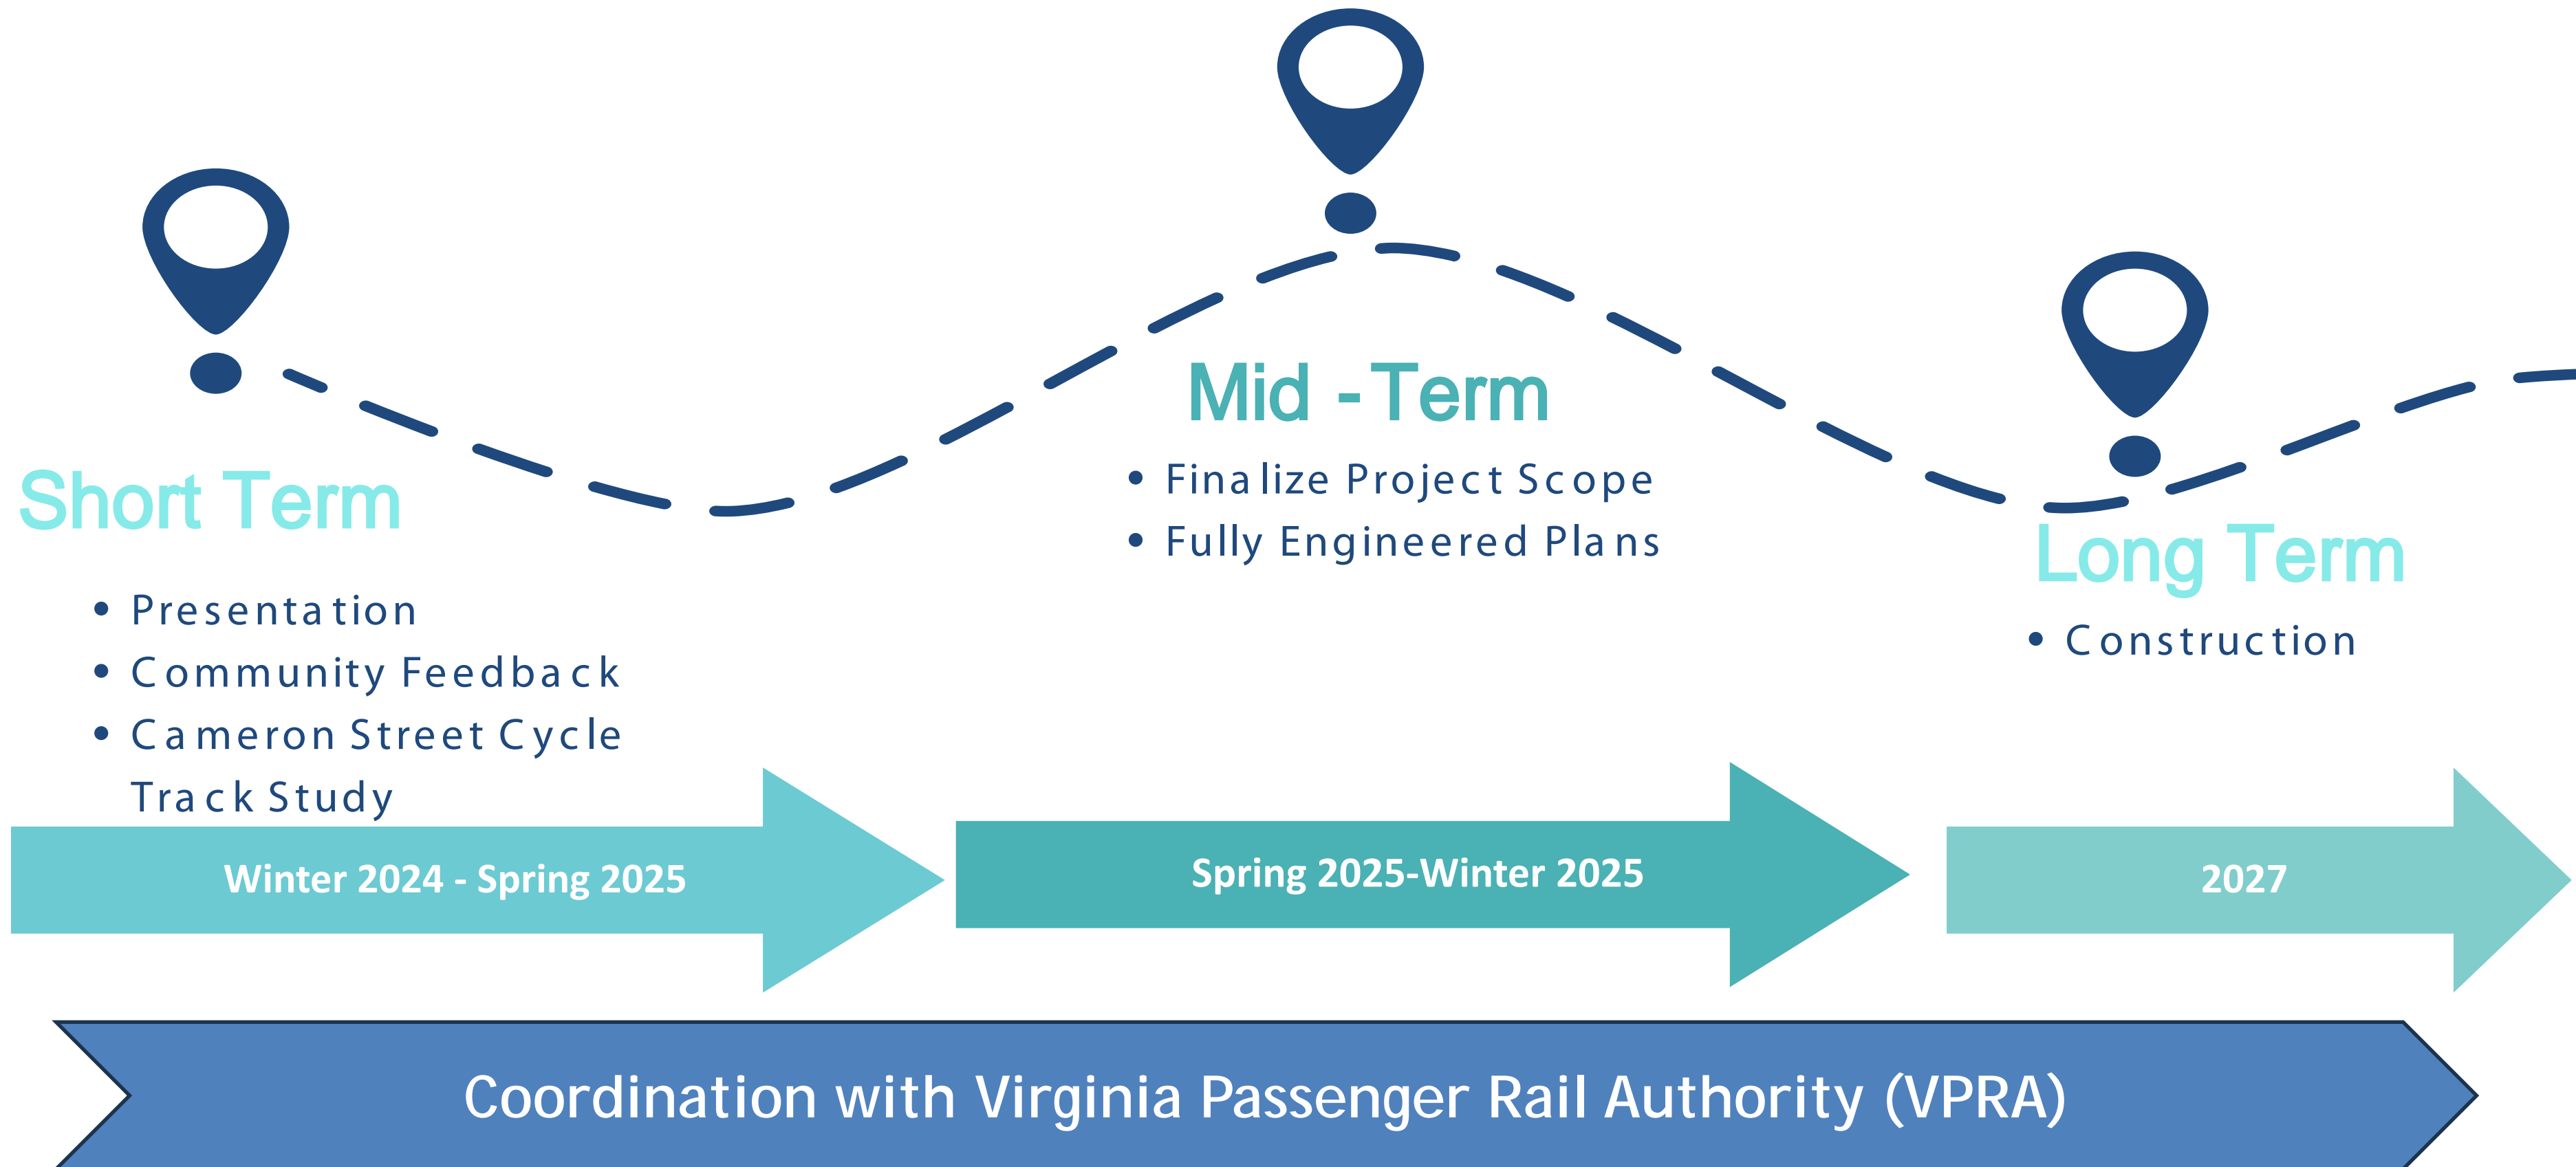 Short Term
• Presentation
• Community Feedback
• Cameron Street Cycle
Track Study
Mid - Term
• Finalize Project Scope
• Fully Engineered Plans
Long Term
• Construction
Winter 2024 - Spring 2025
Spring 2025-Winter 2025
2027
Coordination with Virginia Passenger Rail Authority (VPRA)